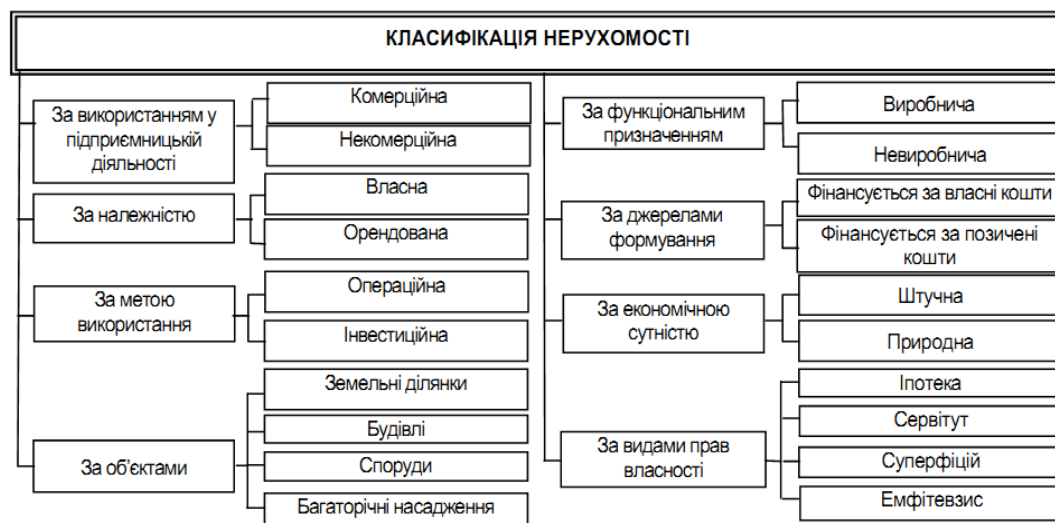 КЛАСИФІКАЦІЯ НЕРУХОМОСТІ
За використанням у
підприємницькій
діяльності
Комерційна
Некомерційна
За належністю
Власна
Орендована
За метою
використання
Операційна
Інвестиційна
За об’єктами
Земельні ділянки
Будівлі
Споруди
Багаторічні насадження
За функціональним
призначенням
Виробнича
Невиробнича
За джерелами
формування
Фінансується за власні кошти
Фінансується за позичені
кошти
За економічною
сутністю
Штучна
Природна
За видами прав
власності
Іпотека
Сервітут
Суперфіцій
Емфітевзис